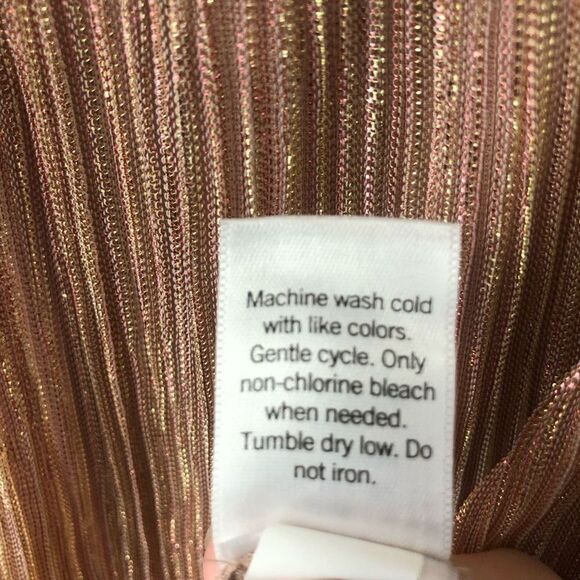 Machine wash cold
with like colors.
Gentle cycle. Only
non-chlorine bleach
when needed.
Tumble dry low. Do
not iron.